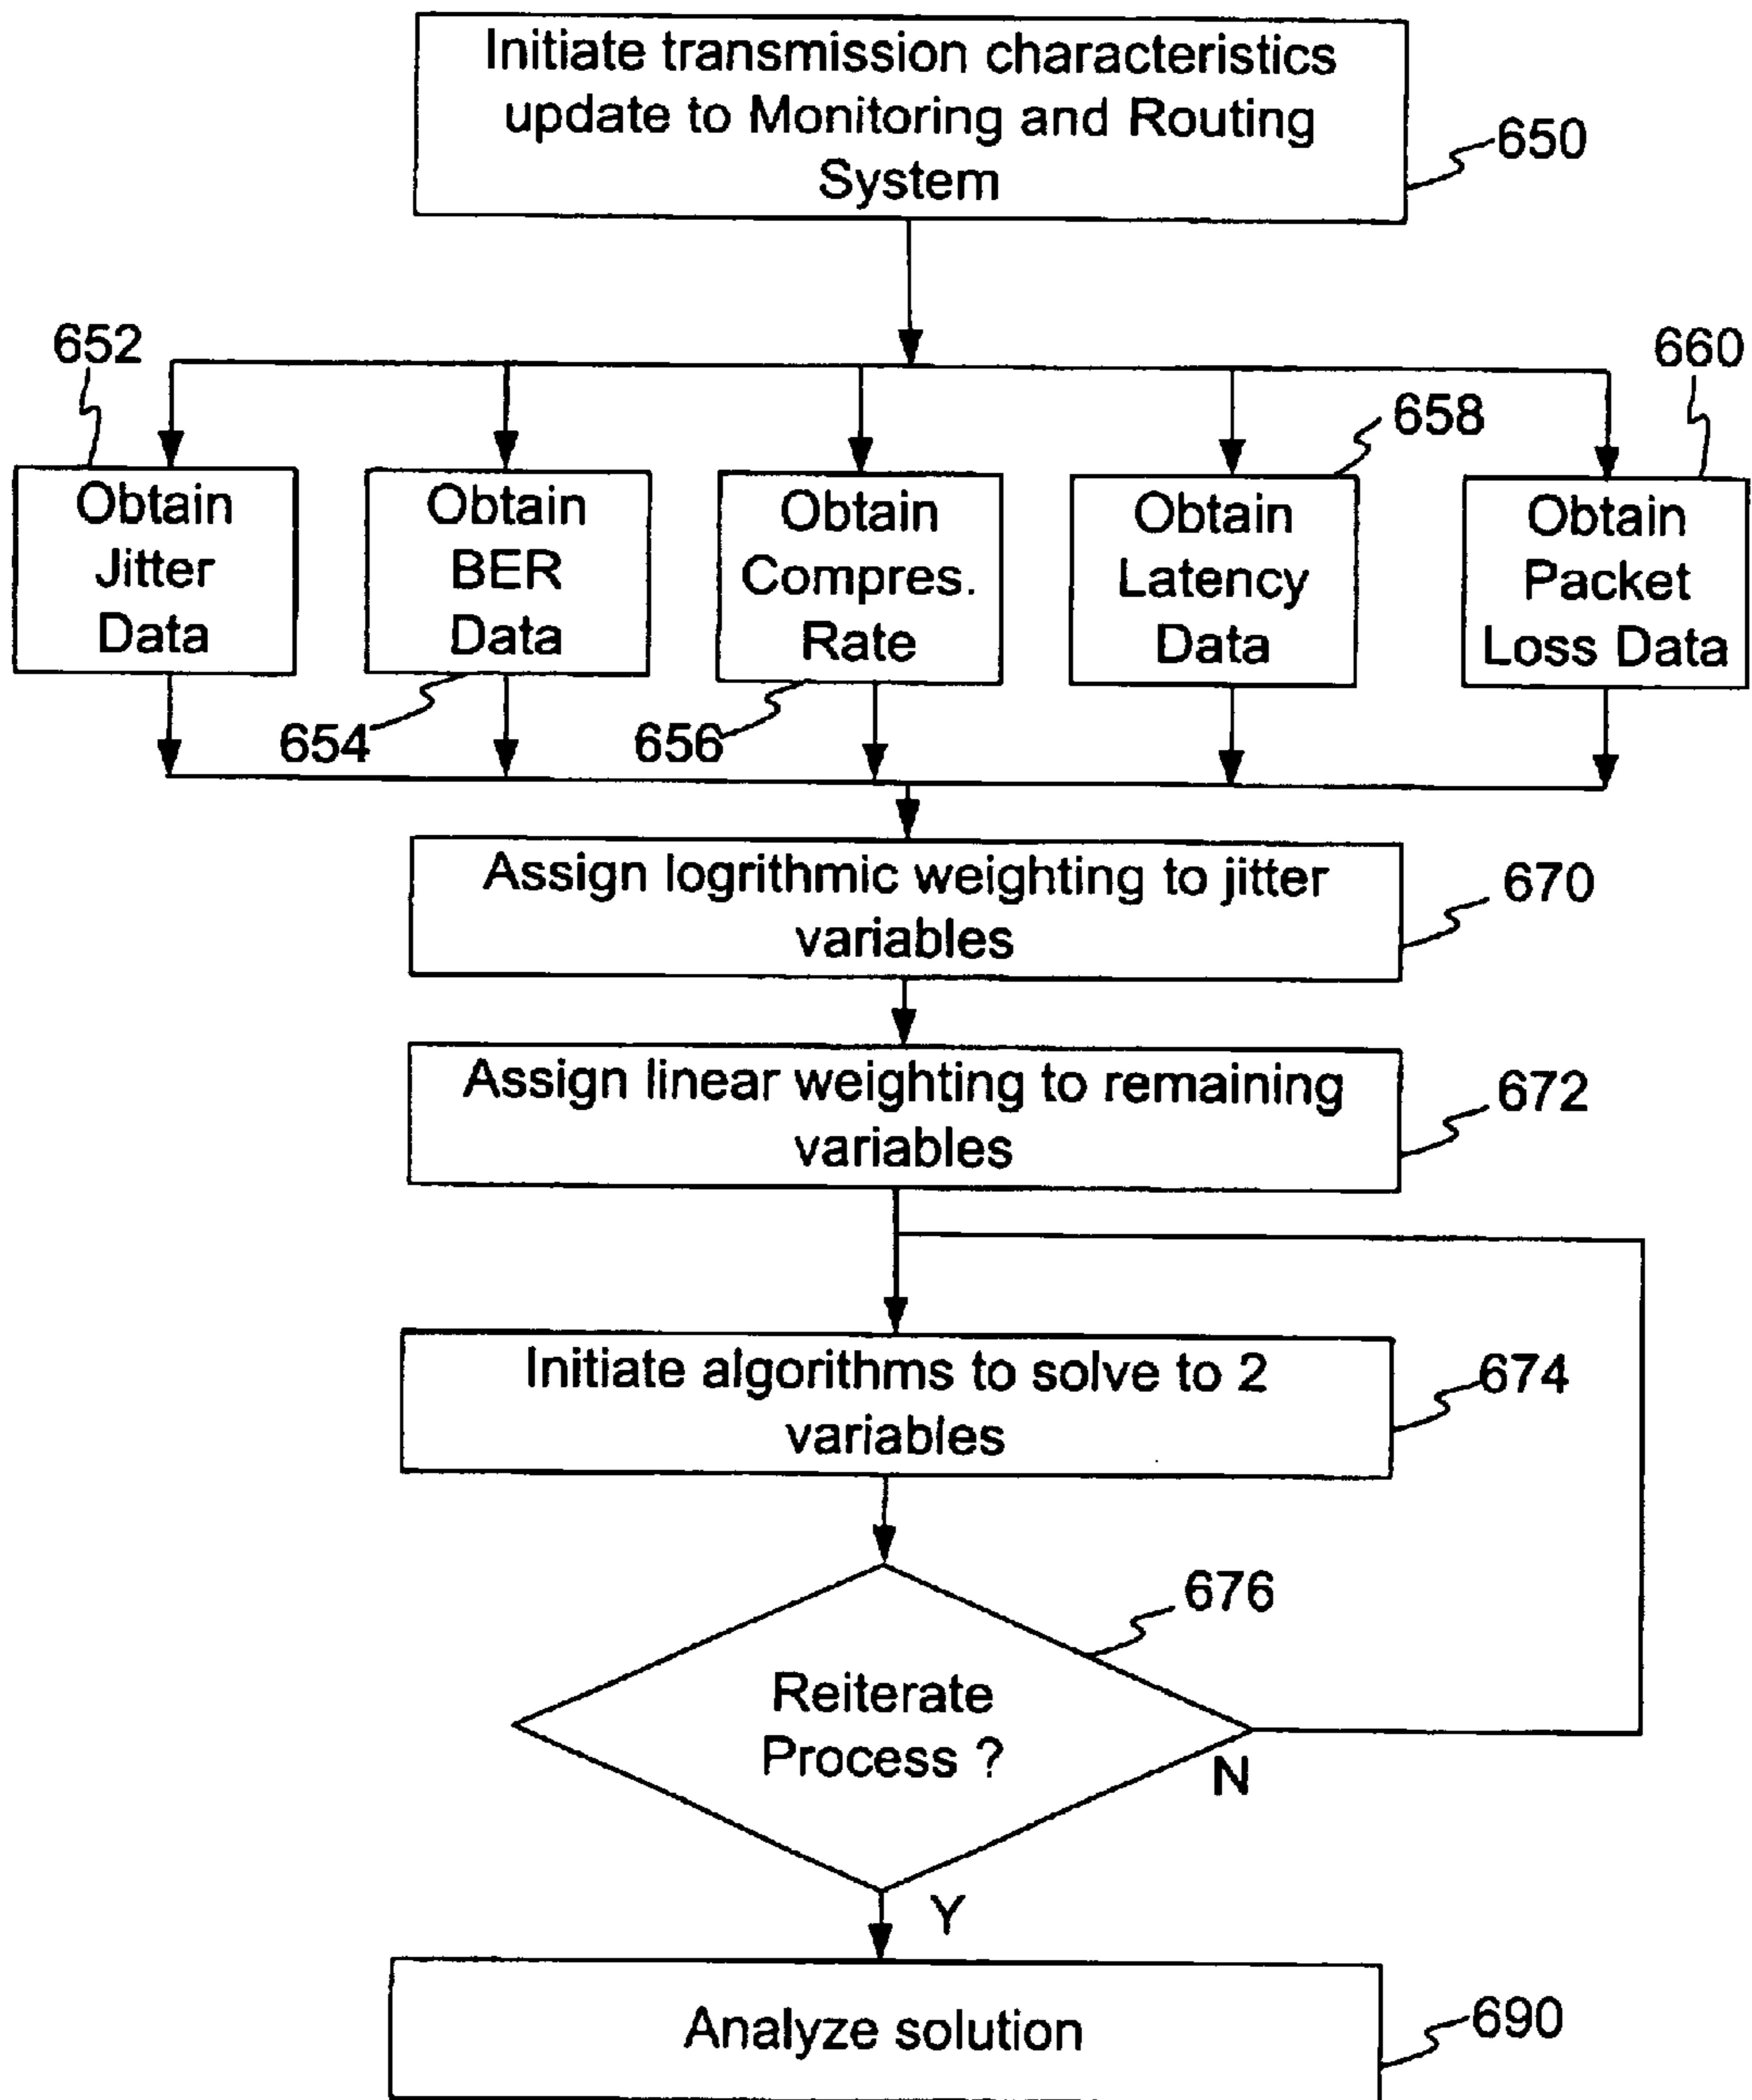 Initiate transmission characteristics
update to Monitoring and Routing
System
650
652
660
658
Obtain
Jitter
Data
Obtain
BER
Data
Obtain
Compres.
Rate
Obtain
Latency
Data
Obtain
Packet
Loss Data
654
656
Assign logrithmic weighting to jitter
variables
670
Assign linear weighting to remaining
variables
672
Initiate algorithms to solve to 2
variables
674
676
Reiterate
Process ?
N
Y
Analyze solution
690